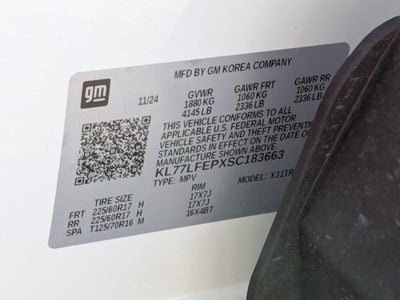 gm
MFD BY GM KOREA COMPANY
11/24 GVWR GAWR FRT GAWR RR
1880 KG 1060 KG 1060 KG
4145 LB 2336 LB 2336 LB
THIS VEHICLE CONFORMS TO ALL
APPLICABLE U.S. FEDERAL MOTOR
VEHICLE SAFETY AND THEFT PREVENTION
STANDARDS IN EFFECT ON THE DATE OF
MANUFACTURE SHOWN ABOVE.
KL77LFEPXSC183663
TYPE: MPV MODEL: X31TR
TIRE SIZE RIM
FRT 225/60R17 H 17X7J
RR 225/60R17 H 17X7J
SPA T125/70R16 M 16X4BT